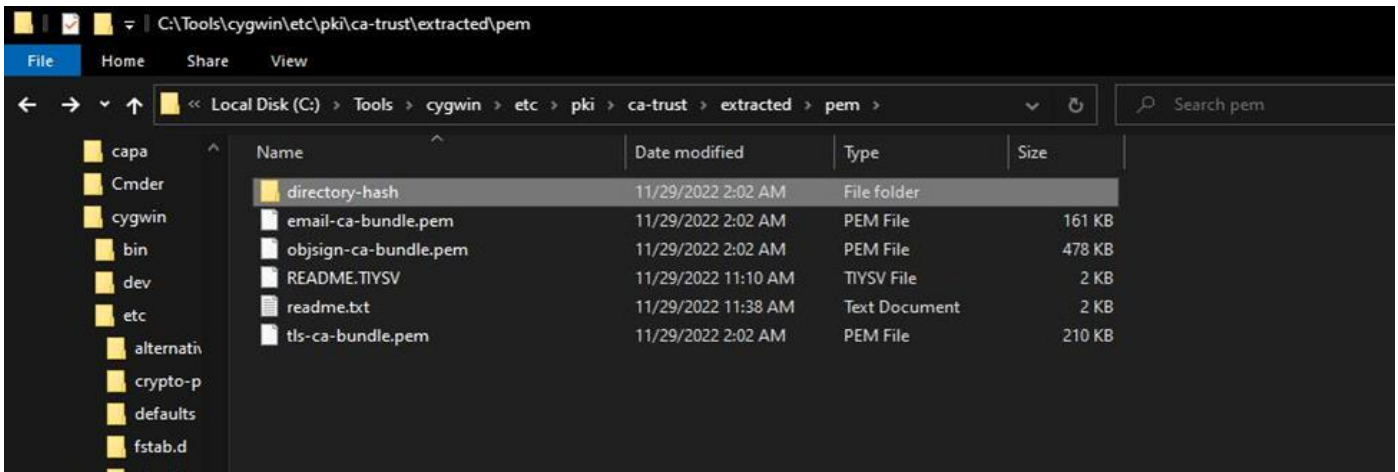 C:\Tools\cygwin\etc\pki\ca-trust\extracted\pem
File Home Share View
« Local Disk (C:) › Tools › cygwin › etc › pki › ca-trust › extracted › pem › Search pem
capa
Cmder
cygwin
bin
dev
etc
alternativ
crypto-p
defaults
fstab.d
Name Date modified Type Size
directory-hash 11/29/2022 2:02 AM File folder
email-ca-bundle.pem 11/29/2022 2:02 AM PEM File 161 KB
objsign-ca-bundle.pem 11/29/2022 2:02 AM PEM File 478 KB
README.TIYSV 11/29/2022 11:10 AM TIYSV File 2 KB
readme.txt 11/29/2022 11:38 AM Text Document 2 KB
tls-ca-bundle.pem 11/29/2022 2:02 AM PEM File 210 KB